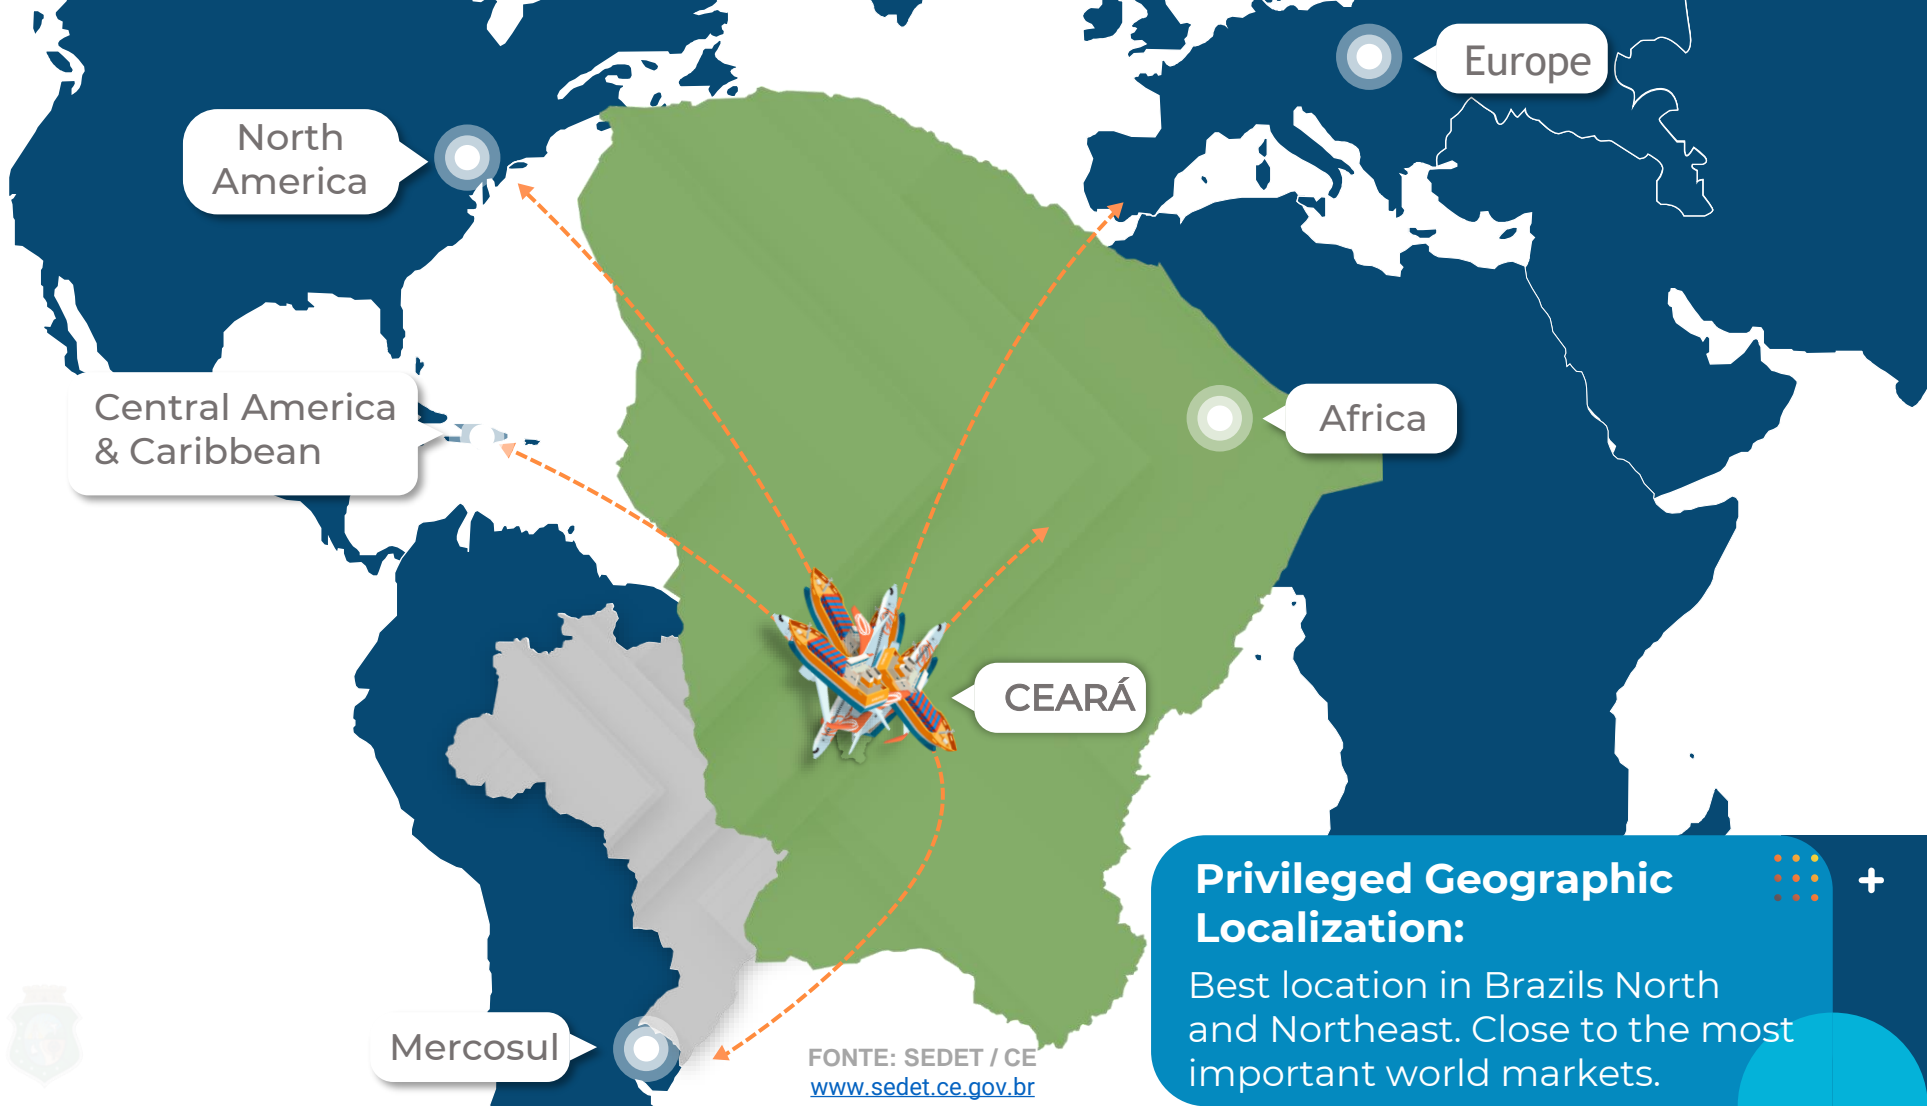 Europe
North
America
Central America
& Caribbean
Africa
CEARÁ
Mercosul
FONTE: SEDET / CE
www.sedet.ce.gov.br
Privileged Geographic
Localization:
Best location in Brazils North
and Northeast. Close to the most
important world markets.